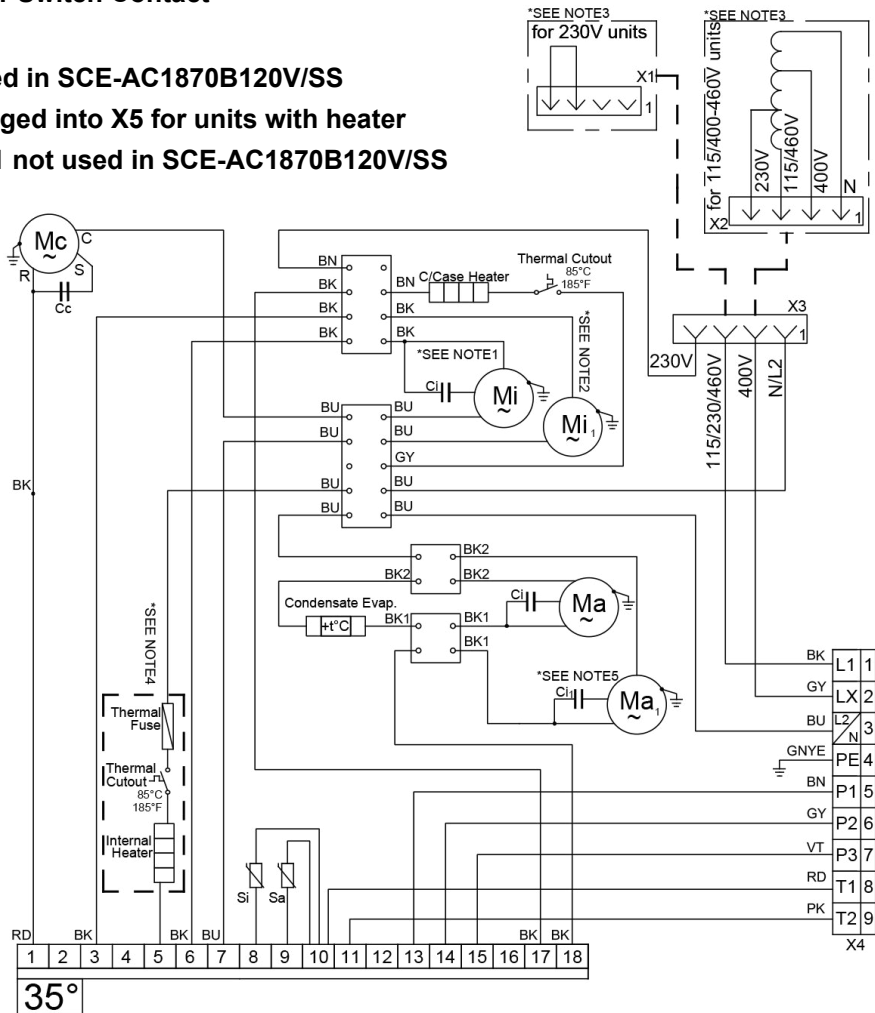 ed in SCE-AC1870B120V/SS
ged into X5 for units with heater
not used in SCE-AC1870B120V/SS
*SEE NOTE3
for 230V units
X1
1
*SEE NOTE3
for 115/400-460V units
230V
115/460V
400V
N
X2
1
Mc
~
C
R
S
Cc
BN
BK
BK
BK
BN
C/Case Heater
Thermal Cutout
85°C
185°F
BK
BK
*SEE NOTE1
*SEE NOTE2
Ci
Mi
~
Mi1
~
X3
1
230V
115/230/460V
400V
N/L2
BU
BU
BU
BU
BU
BU
GY
BU
BU
BK
BK2
BK2
BK2
Condensate Evap.
+t°C
BK1
BK1
BK1
Ci
Ma
~
*SEE NOTE5
Ci1
Ma1
~
*SEE NOTE4
Thermal
Fuse
Thermal
Cutout
85°C
185°F
Internal
Heater
Si
Sa
BK L1 1
GY LX 2
BU L2/N 3
GNYE PE 4
BN P1 5
GY P2 6
VT P3 7
RD T1 8
PK T2 9
X4
RD BK BK BU BK BK
1 2 3 4 5 6 7 8 9 10 11 12 13 14 15 16 17 18
35°